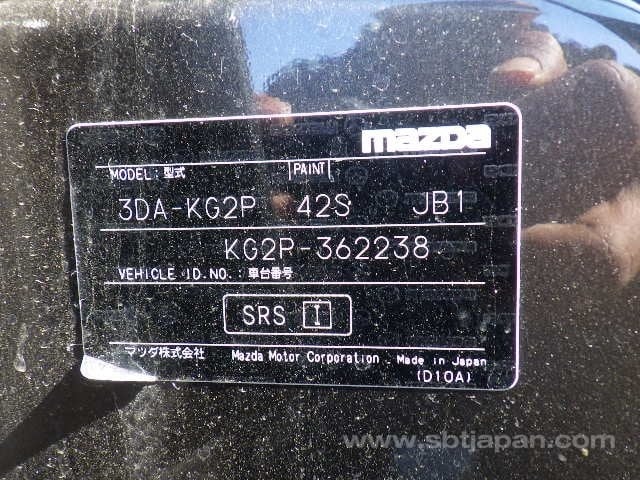 mazda
MODEL : 型式 PAINT
3DA-KG2P 42S JB1
KG2P-362238
VEHICLE ID.NO. : 車台番号
SRS I
マツダ株式会社 Mazda Motor Corporation Made in Japan
(D10A)
www.sbtjapan.com